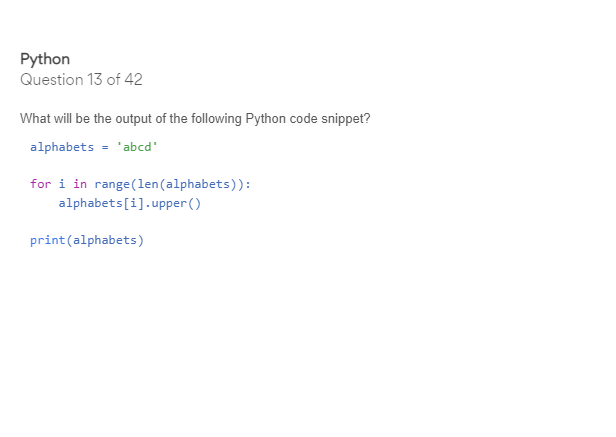 Python
Question 13 of 42
What will be the output of the following Python code snippet?
alphabets = 'abcd'
for i in range(len(alphabets)):
    alphabets[i].upper()
print(alphabets)